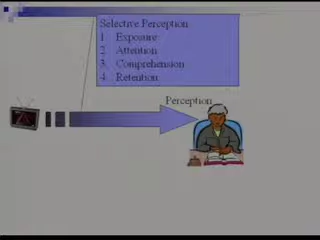 Selective Perception
1. Exposure
2. Attention
3. Comprehension
4. Retention
Perception